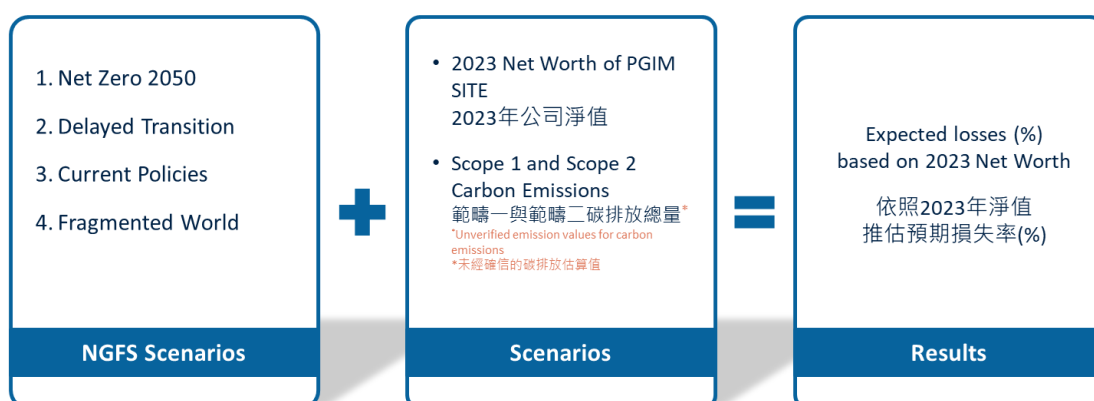 1. Net Zero 2050
2. Delayed Transition
3. Current Policies
4. Fragmented World
NGFS Scenarios
• 2023 Net Worth of PGIM
SITE
2023年公司淨值
• Scope 1 and Scope 2
Carbon Emissions
範疇一與範疇二碳排放總量*
*Unverified emission values for carbon
emissions
*未經確信的碳排放估算值
Scenarios
Expected losses (%)
based on 2023 Net Worth
依照2023年淨值
推估預期損失率(%)
Results